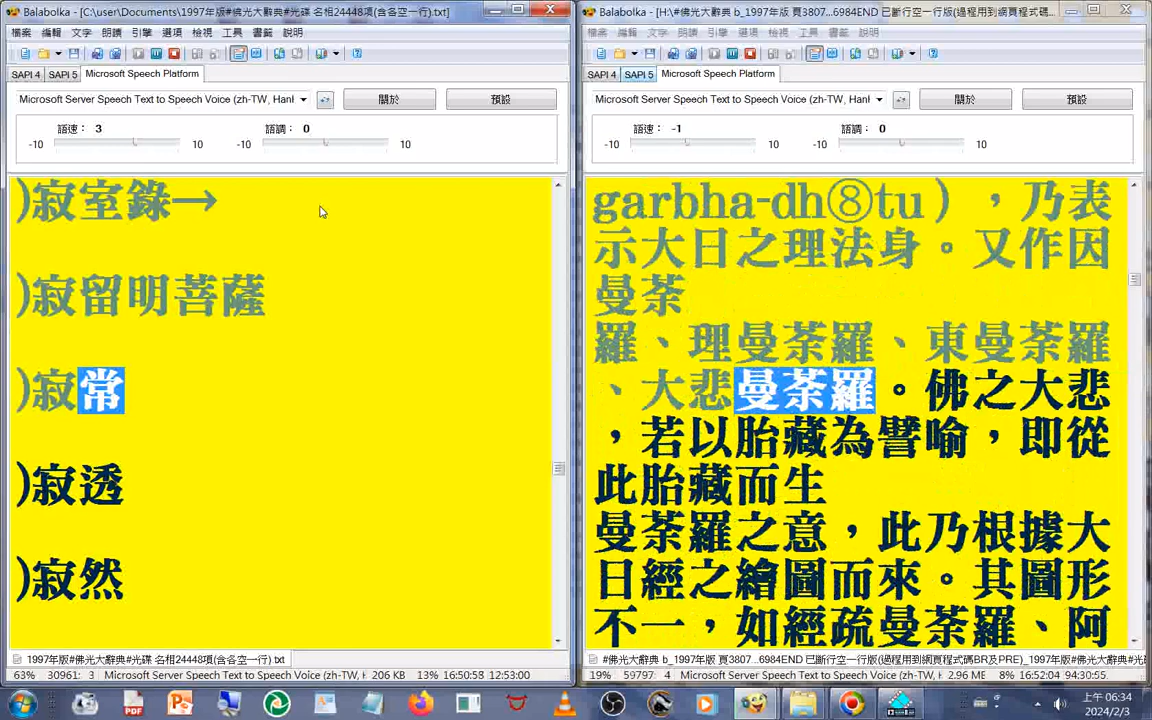 Balabolka - [C:\user\Documents\1997年版#佛光大辭典#光碟 名相24448項(含各空一行).txt]
檔案 編輯 文字 朗讀 引擎 選項 檢視 工具 書籤 說明
SAPI 4 SAPI 5 Microsoft Speech Platform
Microsoft Server Speech Text to Speech Voice (zh-TW, Hanl
關於
預設
語速： 3
語調： 0
-10 10 -10 10
)寂室錄→
)寂留明菩薩
)寂常
)寂透
)寂然
1997年版#佛光大辭典#光碟 名相24448項(含各空一行).txt
63% 30961: 3 Microsoft Server Speech Text to Speech Voice (zh-TW, H 206 KB 13% 16:50:58 12:53:00
Balabolka - [H:\#佛光大辭典 b_1997年版 頁3807...6984END 已斷行空一行版(過程用到網頁程式碼...
檔案 編輯 文字 朗讀 引擎 選項 檢視 工具 書籤 說明
SAPI 4 SAPI 5 Microsoft Speech Platform
Microsoft Server Speech Text to Speech Voice (zh-TW, Hanl
關於
預設
語速： -1
語調： 0
-10 10 -10 10
garbha-dh⑧tu），乃表
示大日之理法身。又作因
曼荼
羅、理曼荼羅、東曼荼羅
、大悲曼荼羅。佛之大悲
，若以胎藏為譬喻，即從
此胎藏而生
曼荼羅之意，此乃根據大
日經之繪圖而來。其圖形
不一，如經疏曼荼羅、阿
#佛光大辭典 b_1997年版 頁3807...6984END 已斷行空一行版(過程用到網頁程式碼BR及PRE)_1997年版#光
19% 59797: 4 Microsoft Server Speech Text to Speech Voice (zh-TW, H 2.96 ME 18% 16:52:04 94:30:55
上午 06:34
2024/2/3